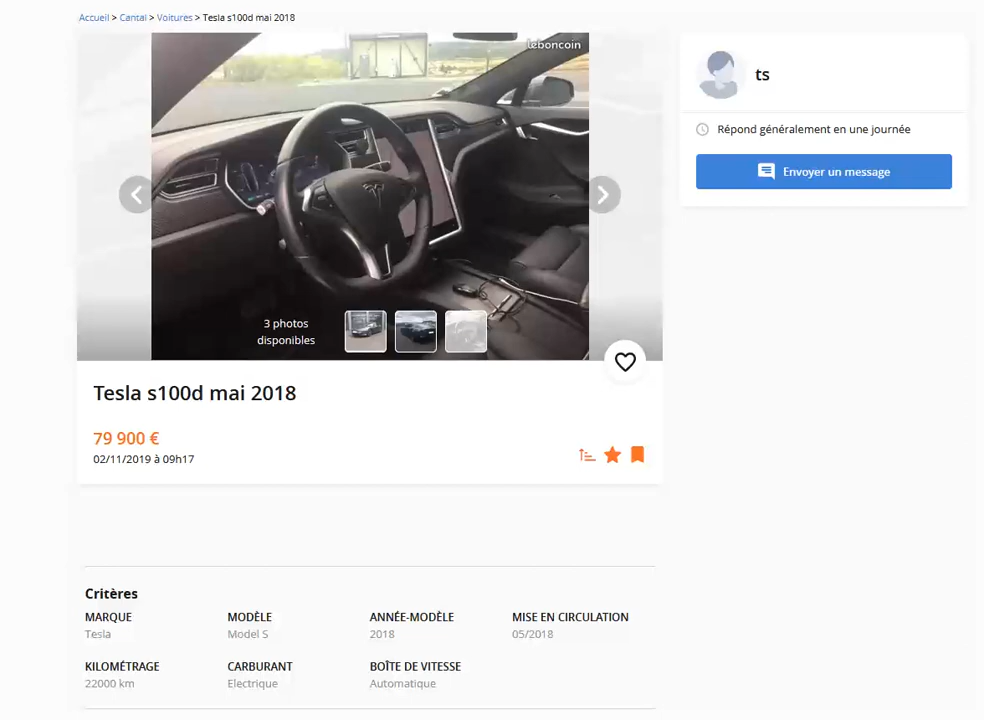 Accueil > Cantal > Voitures > Tesla s100d mai 2018
leboncoin
ts
Répond généralement en une journée
Envoyer un message
3 photos
disponibles
Tesla s100d mai 2018
79 900 €
02/11/2019 à 09h17
Critères
MARQUE MODÈLE ANNÉE-MODÈLE MISE EN CIRCULATION
Tesla Model S 2018 05/2018
KILOMÉTRAGE CARBURANT BOÎTE DE VITESSE
22000 km Electrique Automatique